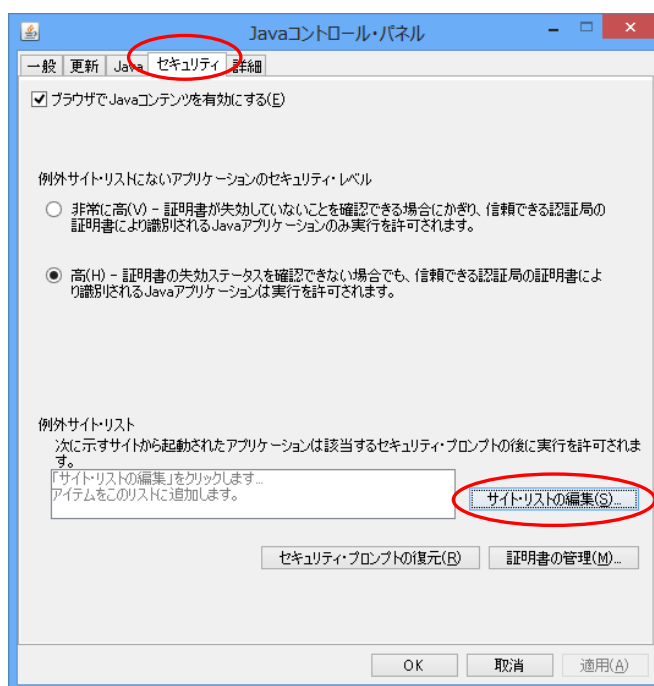 Javaコントロール・パネル
一般 更新 Java セキュリティ 詳細
ブラウザでJavaコンテンツを有効にする(E)
例外サイト・リストにないアプリケーションのセキュリティ・レベル
非常に高(V) - 証明書が失効していないことを確認できる場合にかぎり、信頼できる認証局の
証明書により識別されるJavaアプリケーションのみ実行を許可されます。
高(H) - 証明書の失効ステータスを確認できない場合でも、信頼できる認証局の証明書によ
り識別されるJavaアプリケーションは実行を許可されます。
例外サイト・リスト
次に示すサイトから起動されたアプリケーションは該当するセキュリティ・プロンプトの後に実行を許可されま
す。
「サイト・リストの編集」をクリックします...
アイテムをこのリストに追加します。
サイト・リストの編集(S)...
セキュリティ・プロンプトの復元(R) 証明書の管理(M)...
OK 取消 適用(A)